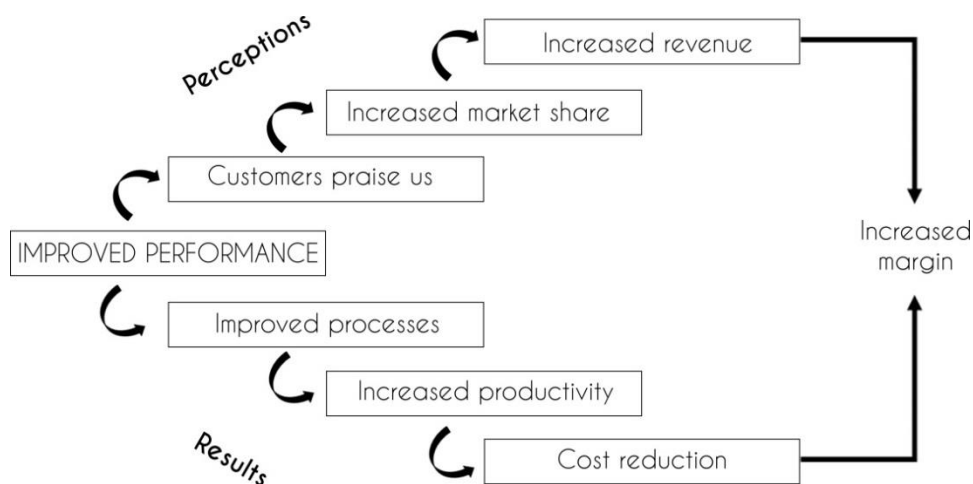 Perceptions
Increased revenue
Increased market share
Customers praise us
IMPROVED PERFORMANCE
Increased
margin
Improved processes
Increased productivity
Cost reduction
Results